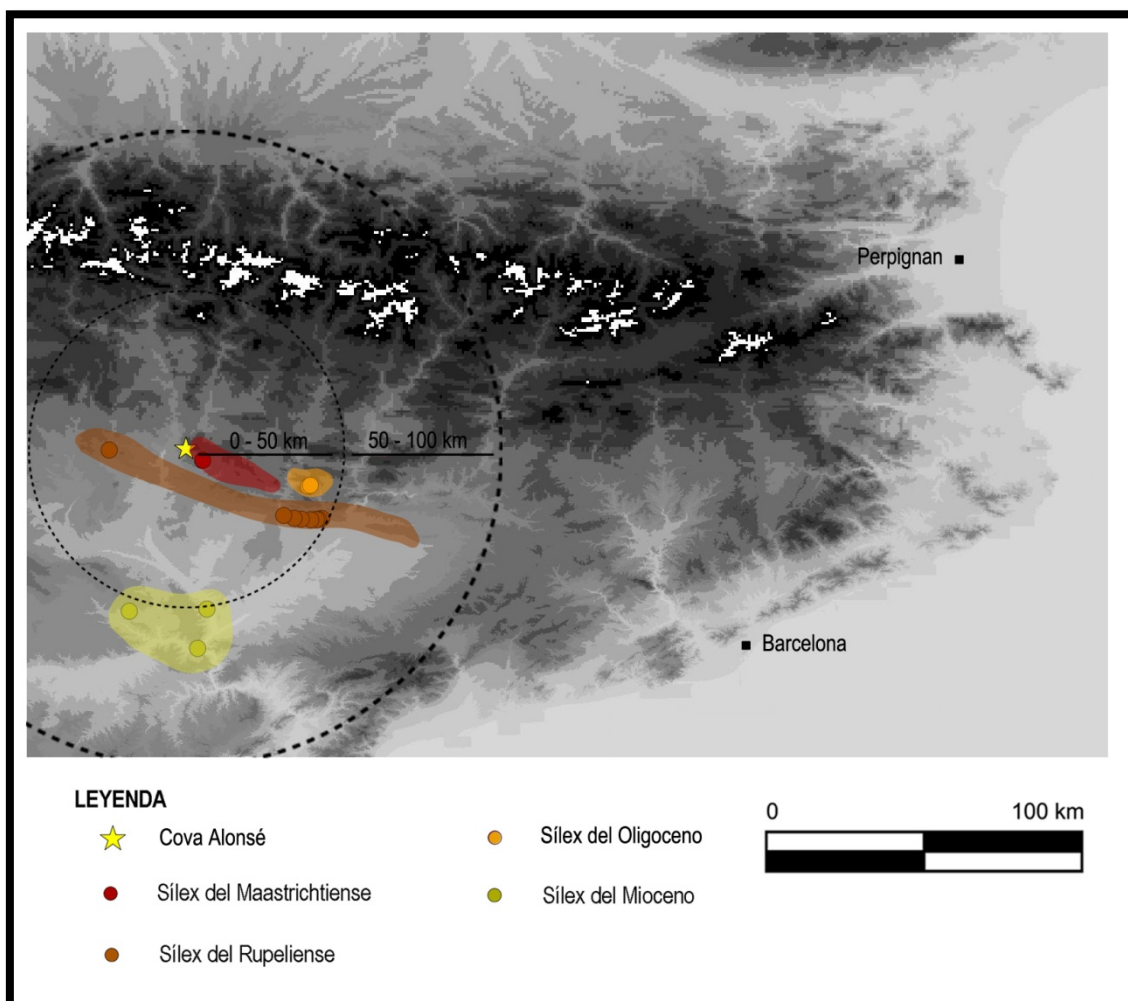 Perpignan
0 - 50 km
50 - 100 km
Barcelona
LEYENDA
Cova Alonsé
Sílex del Maastrichtiense
Sílex del Rupeliense
Sílex del Oligoceno
Sílex del Mioceno
0
100 km